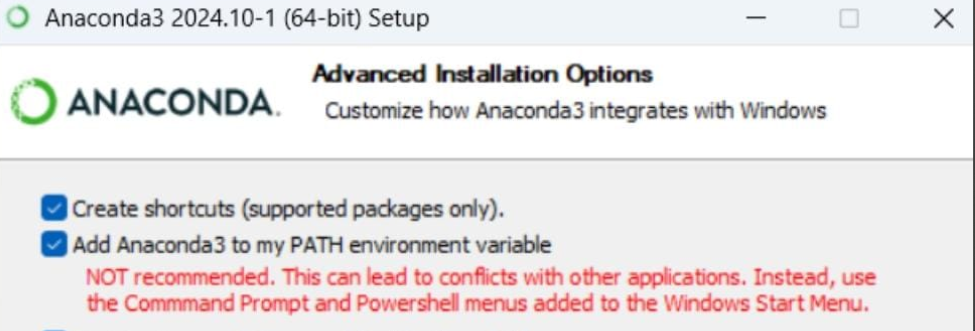 Anaconda3 2024.10-1 (64-bit) Setup
ANACONDA.
Advanced Installation Options
Customize how Anaconda3 integrates with Windows
Create shortcuts (supported packages only).
Add Anaconda3 to my PATH environment variable
NOT recommended. This can lead to conflicts with other applications. Instead, use
the Commmand Prompt and Powershell menus added to the Windows Start Menu.